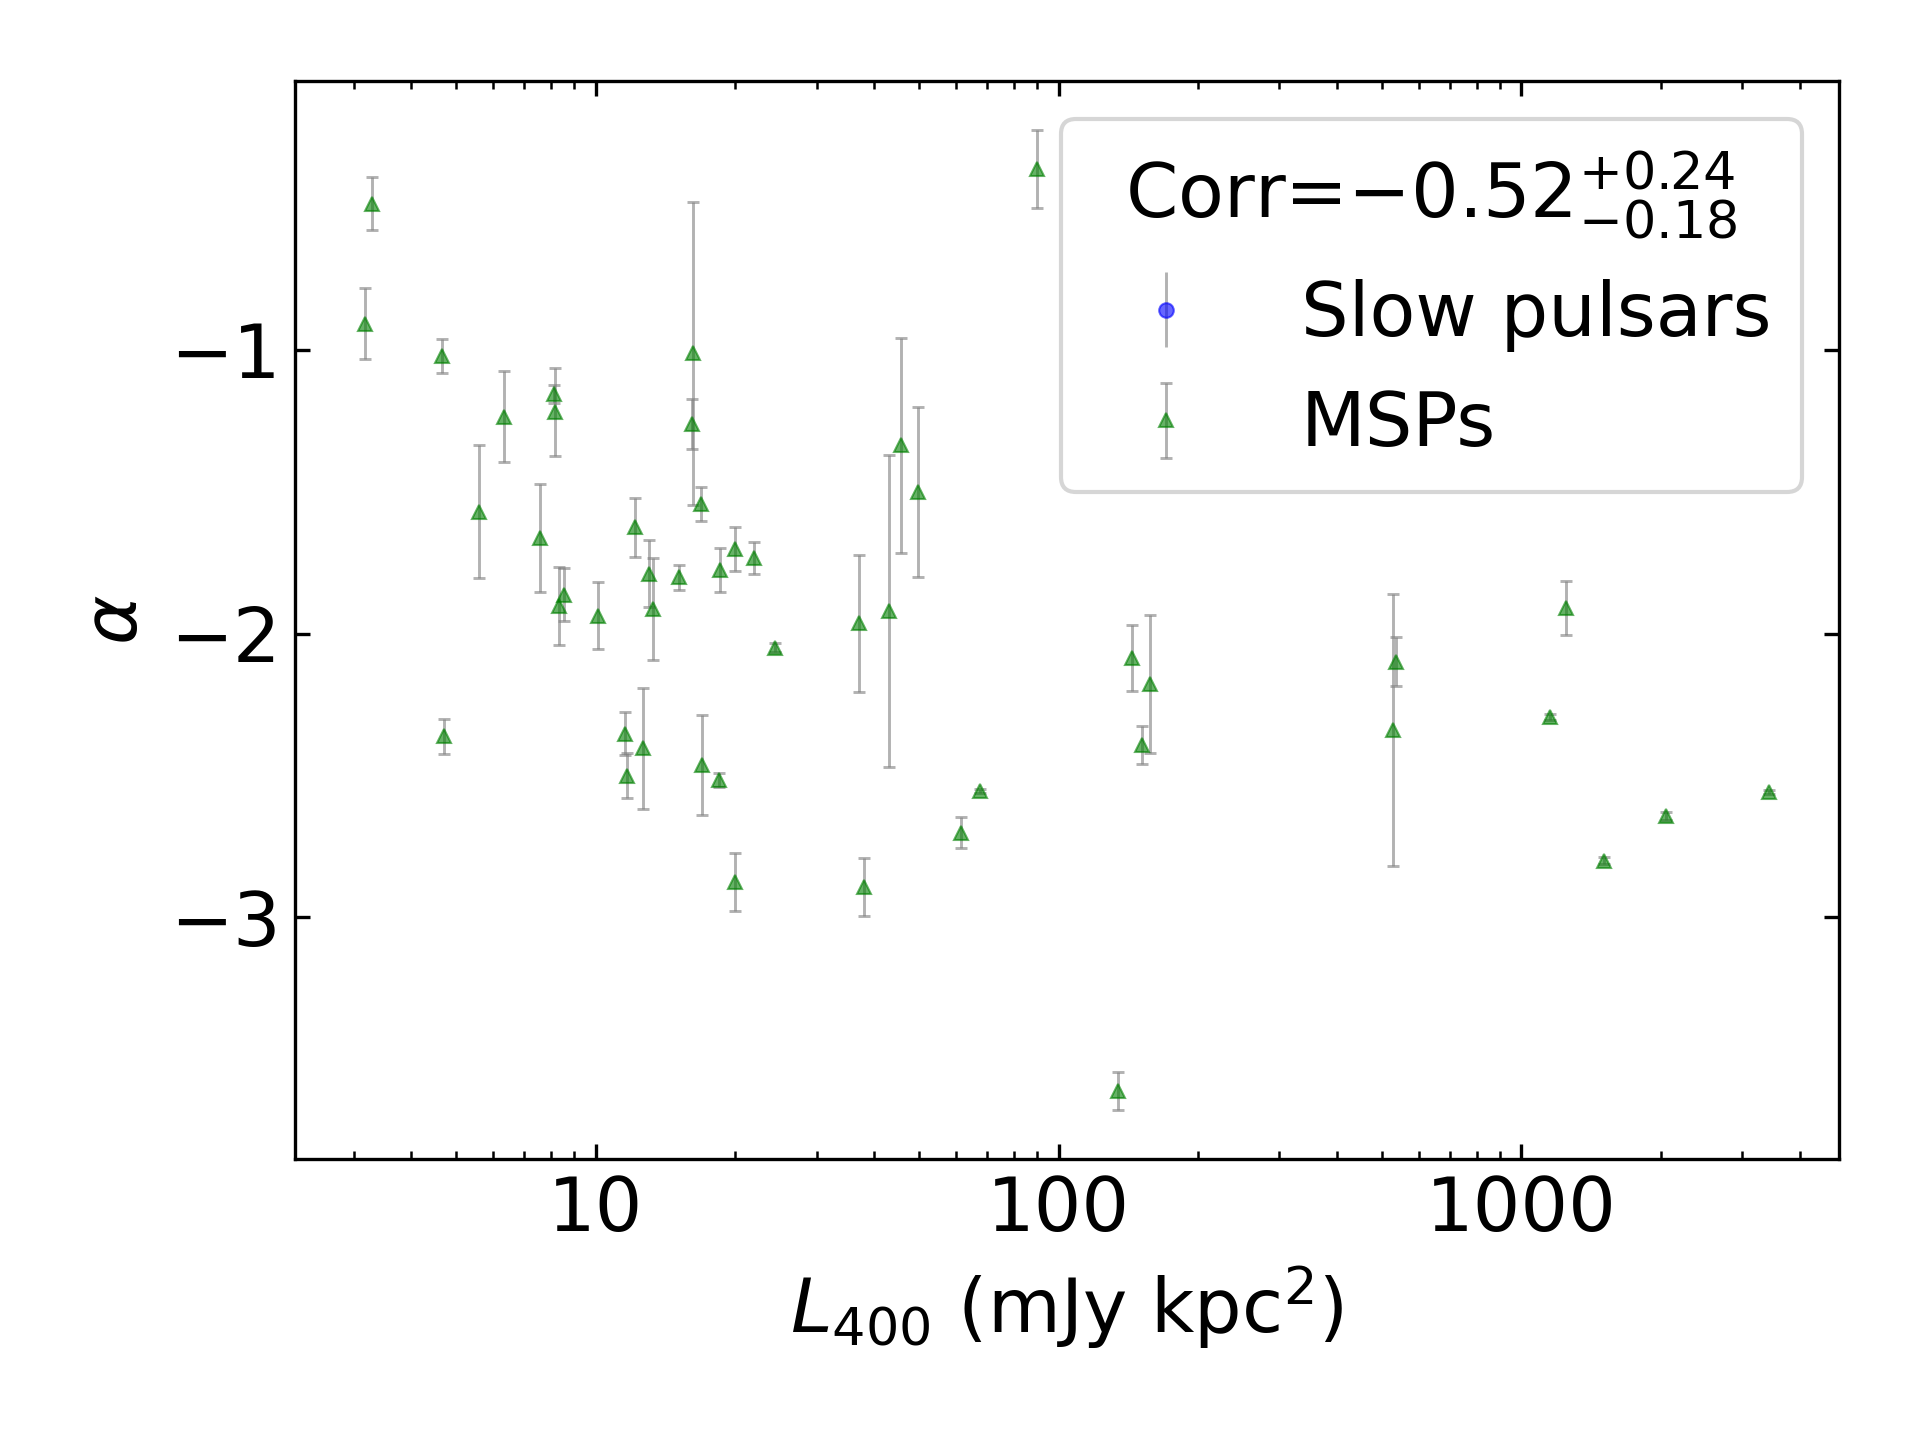 Corr=−0.52 +0.24 −0.18
Slow pulsars
MSPs
−1
−2
−3
α
10
100
1000
L400 (mJy kpc²)